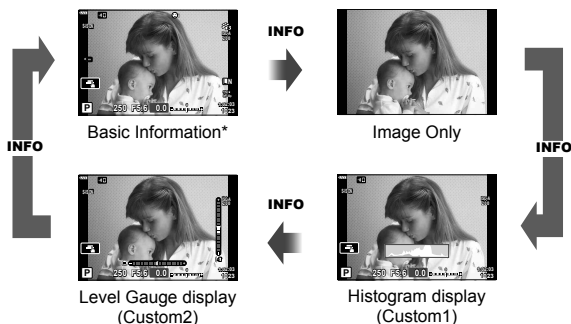 INFO
Basic Information*
Image Only
INFO
INFO
P 250 F5.6 0.0
INFO
Level Gauge display
(Custom2)
Histogram display
(Custom1)
P 250 F5.6 0.0
P 250 F5.6 0.0